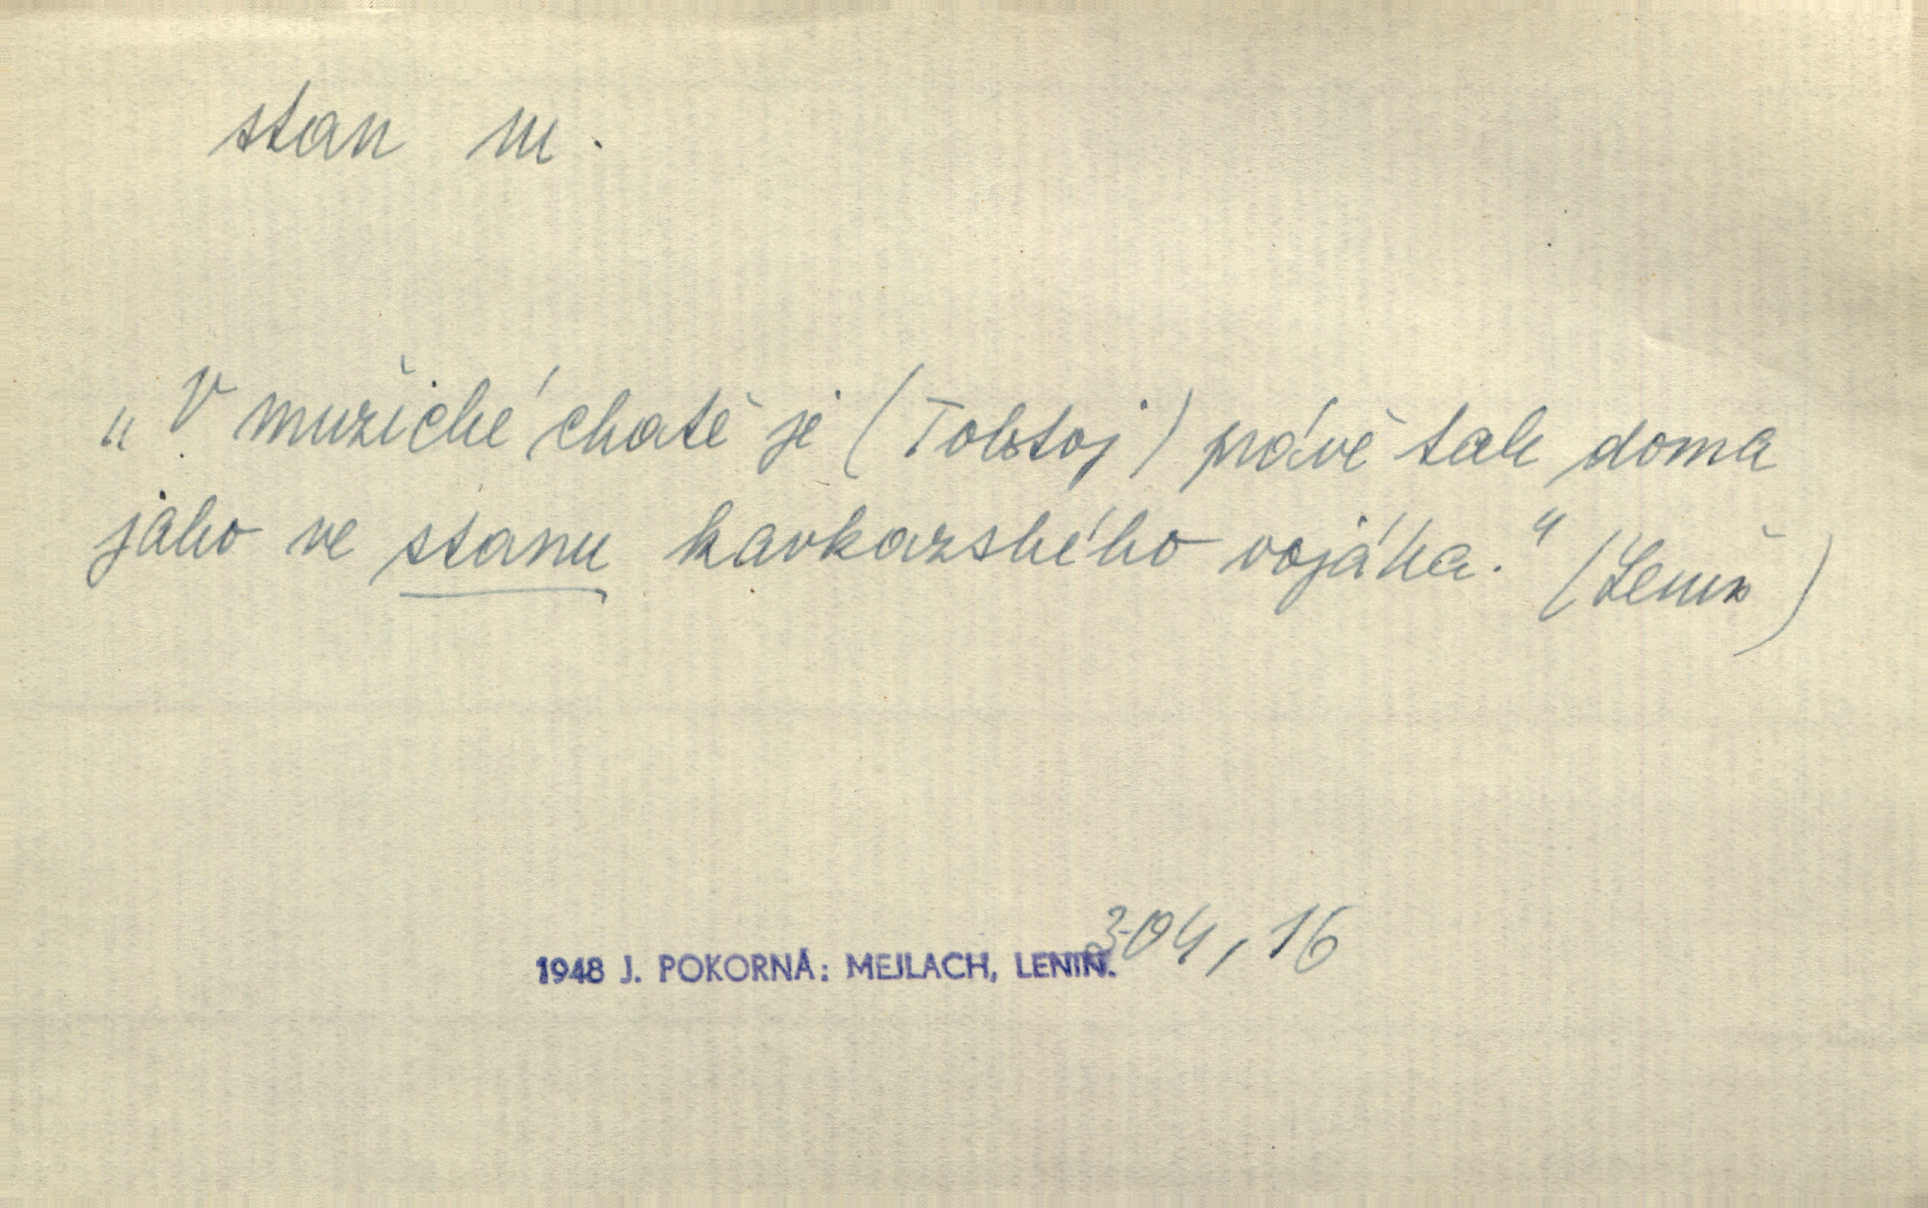 stan m.
„V mužické chatě je (Tolstoj) právě tak doma
jako ve stanu kavkazského vojáka.“ (Lenin)
304, 16
1948 J. POKORNÁ: MEJLACH, LENIN.